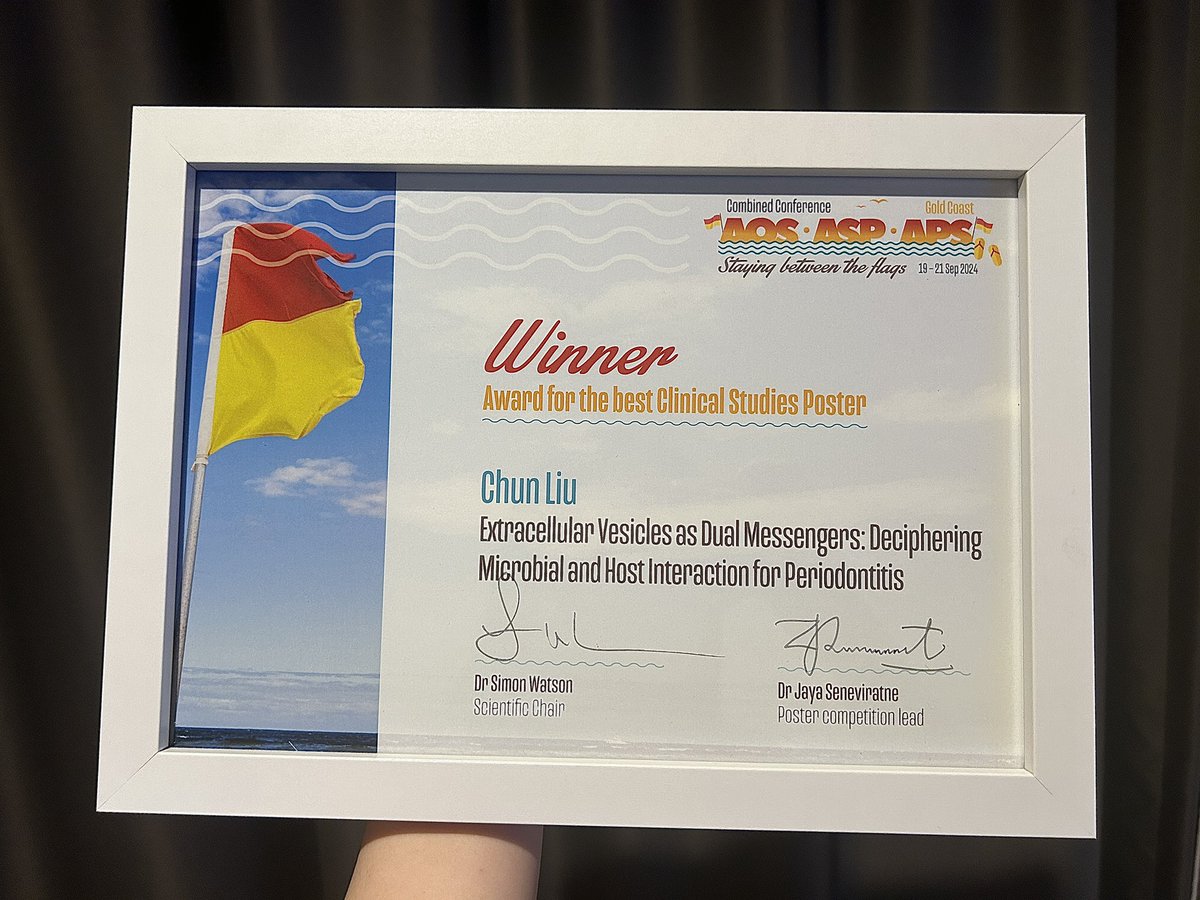 Combined Conference
Gold Coast
AOS · ASP · APS
Staying between the flags 19 – 21 Sep 2024
Winner
Award for the best Clinical Studies Poster
Chun Liu
Extracellular Vesicles as Dual Messengers: Deciphering
Microbial and Host Interaction for Periodontitis
Dr Simon Watson
Scientific Chair
Dr Jaya Seneviratne
Poster competition lead